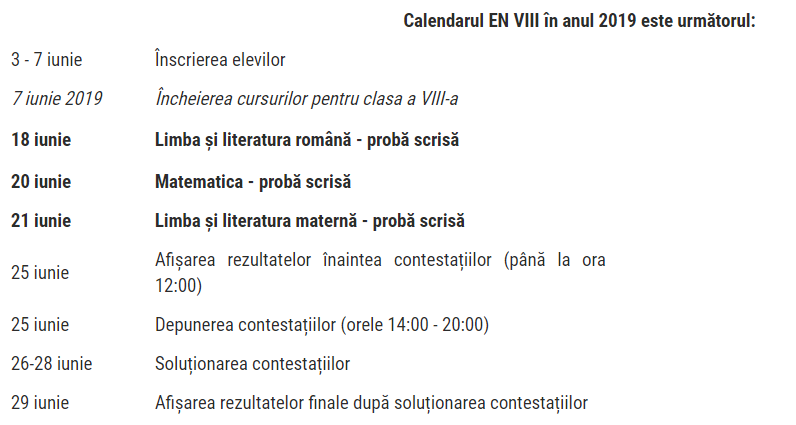 Calendarul EN VIII în anul 2019 este următorul:
3 - 7 iunie Înscrierea elevilor
7 iunie 2019 Încheierea cursurilor pentru clasa a VIII-a
18 iunie Limba și literatura română - probă scrisă
20 iunie Matematica - probă scrisă
21 iunie Limba și literatura maternă - probă scrisă
25 iunie Afișarea rezultatelor înaintea contestațiilor (până la ora
12:00)
25 iunie Depunerea contestațiilor (orele 14:00 - 20:00)
26-28 iunie Soluționarea contestațiilor
29 iunie Afișarea rezultatelor finale după soluționarea contestațiilor